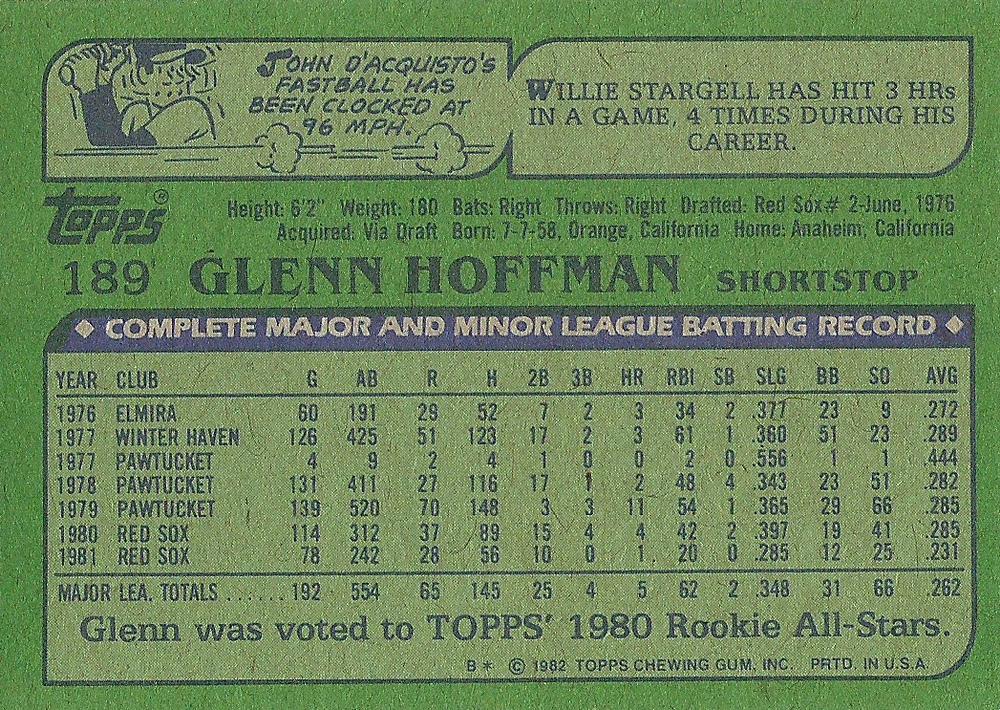 JOHN D'ACQUISTO'S
FASTBALL HAS
BEEN CLOCKED AT
96 MPH.
WILLIE STARGELL HAS HIT 3 HRs
IN A GAME, 4 TIMES DURING HIS
CAREER.
TOPPS®
Height: 6'2" Weight: 180 Bats: Right Throws: Right Drafted: Red Sox# 2-June, 1976
Acquired: Via Draft Born: 7-7-58, Orange, California Home: Anaheim, California
189 GLENN HOFFMAN SHORTSTOP
◆ COMPLETE MAJOR AND MINOR LEAGUE BATTING RECORD ◆
YEAR CLUB G AB R H 2B 3B HR RBI SB SLG BB SO AVG
1976 ELMIRA 60 191 29 52 7 2 3 34 2 .377 23 9 .272
1977 WINTER HAVEN 126 425 51 123 17 2 3 61 1 .360 51 23 .289
1977 PAWTUCKET 4 9 2 4 1 0 0 2 0 .556 1 1 .444
1978 PAWTUCKET 131 411 27 116 17 1 2 48 4 .343 23 51 .282
1979 PAWTUCKET 139 520 70 148 3 3 11 54 1 .365 29 66 .285
1980 RED SOX 114 312 37 89 15 4 4 42 2 .397 19 41 .285
1981 RED SOX 78 242 28 56 10 0 1 20 0 .285 12 25 .231
MAJOR LEA. TOTALS ...... 192 554 65 145 25 4 5 62 2 .348 31 66 .262
Glenn was voted to TOPPS' 1980 Rookie All-Stars.
B* © 1982 TOPPS CHEWING GUM, INC. PRTD. IN U.S.A.